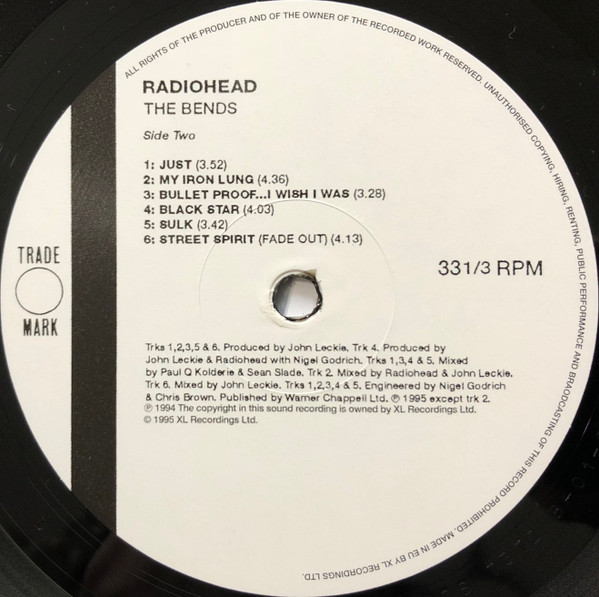 ALL RIGHTS OF THE PRODUCER AND OF THE OWNER OF THE RECORDED WORK RESERVED. UNAUTHORISED COPYING, HIRING, RENTING, PUBLIC PERFORMANCE AND BRAODCASTING OF THIS RECORD PROHIBITED. MADE IN EU BY XL RECORDINGS LTD.
RADIOHEAD
THE BENDS
Side Two
1: JUST (3.52)
2: MY IRON LUNG (4.36)
3: BULLET PROOF...I WISH I WAS (3.28)
4: BLACK STAR (4.03)
5: SULK (3.42)
6: STREET SPIRIT (FADE OUT) (4.13)
TRADE
MARK
331/3 RPM
Trks 1,2,3,5 & 6. Produced by John Leckie. Trk 4. Produced by
John Leckie & Radiohead with Nigel Godrich. Trks 1,3,4 & 5. Mixed
by Paul Q Kolderie & Sean Slade. Trk 2. Mixed by Radiohead & John Leckie.
Trk 6. Mixed by John Leckie. Trks 1,2,3,4 & 5. Engineered by Nigel Godrich
& Chris Brown. Published by Warner Chappell Ltd. ℗ 1995 except trk 2.
℗ 1994 The copyright in this sound recording is owned by XL Recordings Ltd.
© 1995 XL Recordings Ltd.